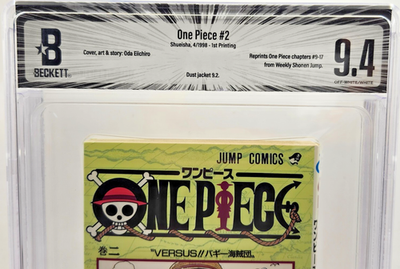 One Piece #2
Shueisha, 4/1998 - 1st Printing
Cover, art & story: Oda Eiichiro
Reprints One Piece chapters #9-17
from Weekly Shonen Jump.
Dust jacket 9.2.
B
BECKETT
9.4
OFF-WHITE/WHITE
JUMP COMICS
ワンピース
ONE PIECE
巻二
"VERSUS!! バギー海賊団"